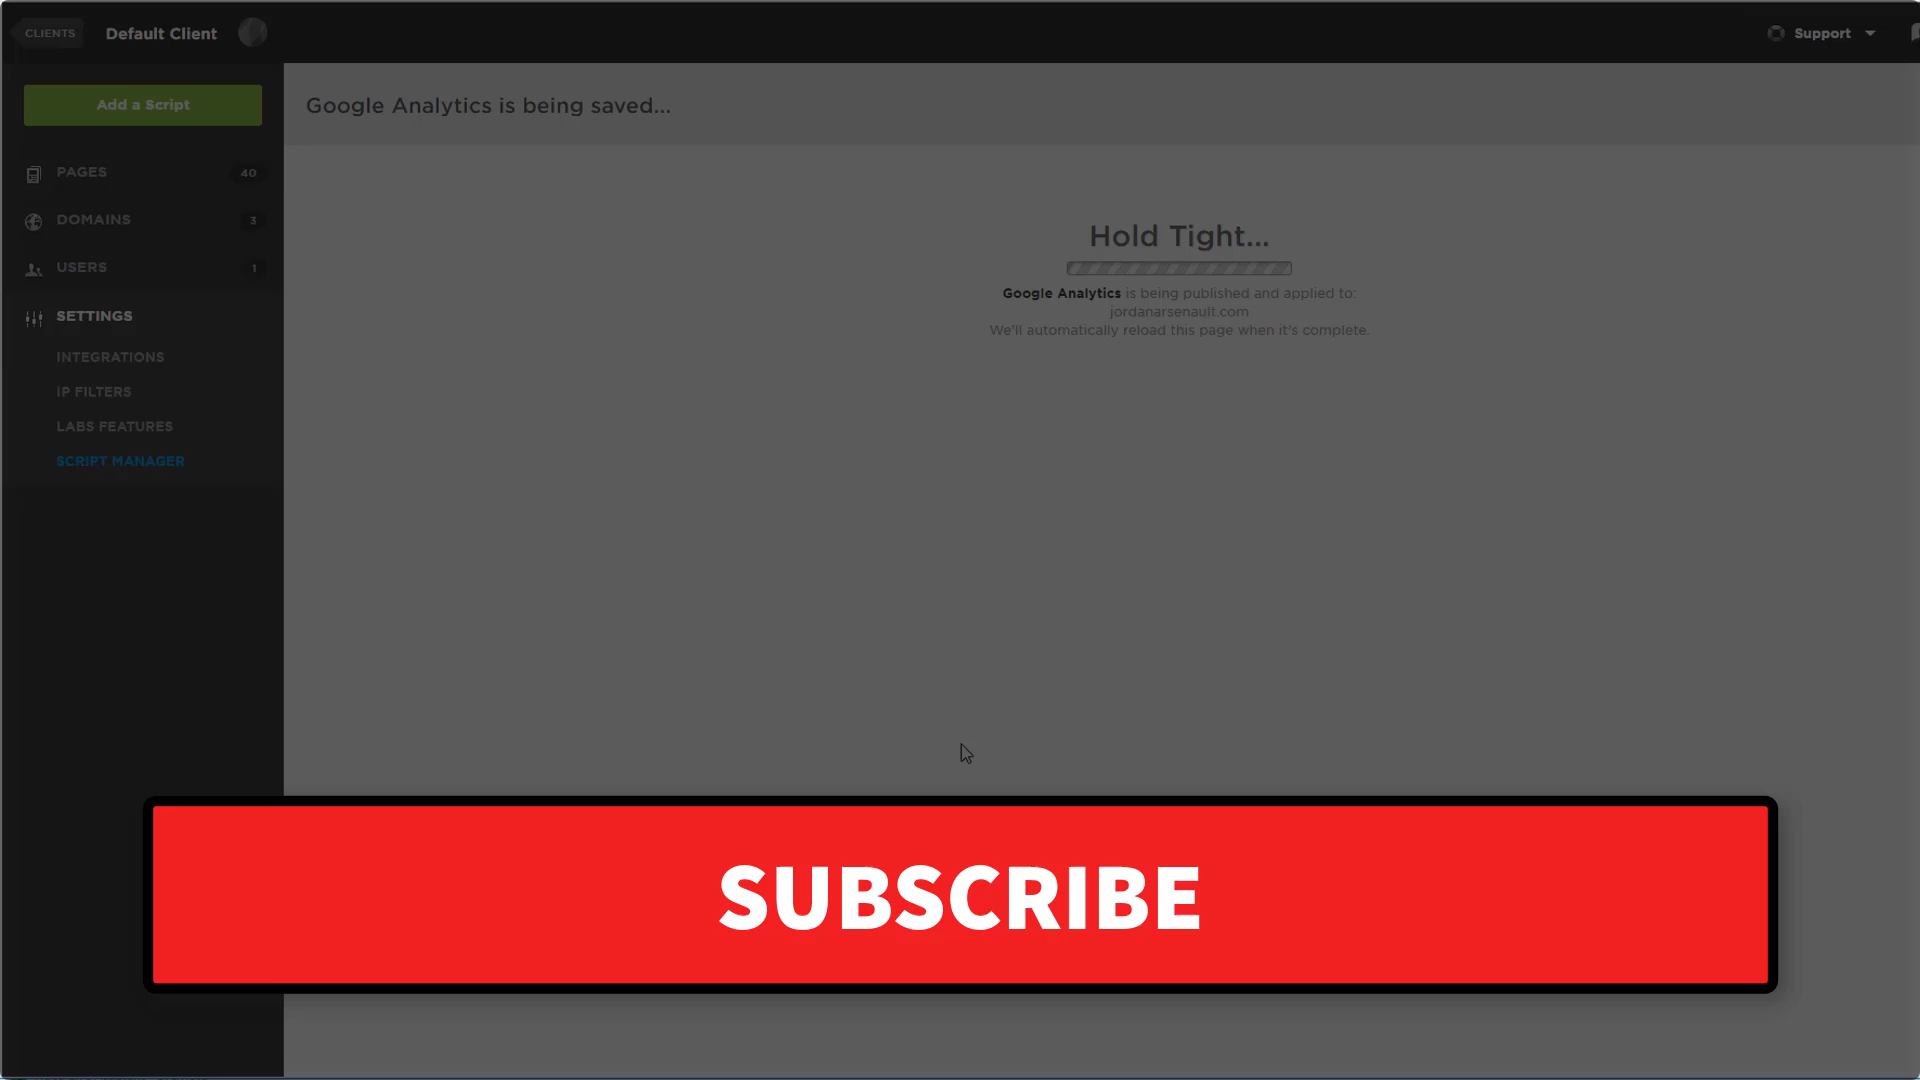 CLIENTS
Default Client
Support
Add a Script
Google Analytics is being saved...
PAGES
40
DOMAINS
3
USERS
1
SETTINGS
INTEGRATIONS
IP FILTERS
LABS FEATURES
SCRIPT MANAGER
Hold Tight...
Google Analytics is being published and applied to:
jordanarsenault.com
We'll automatically reload this page when it's complete.
SUBSCRIBE